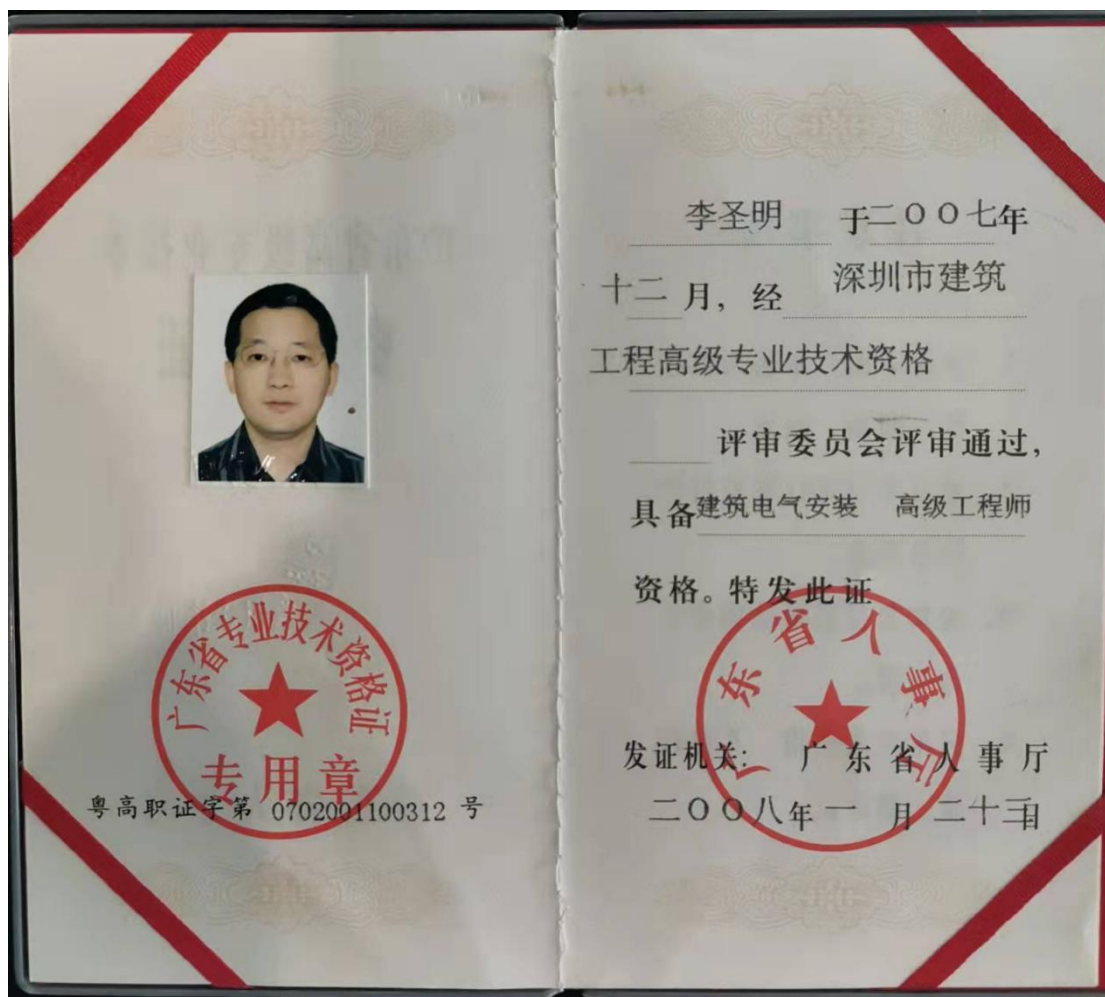 广东省专业技术资格证
专用章
粤高职证字第 0702001100312 号
李圣明 于二〇〇七年
十二月，经 深圳市建筑
工程高级专业技术资格
评审委员会评审通过，
具备建筑电气安装 高级工程师
资格。特发此证
广东省人事厅
发证机关： 广东省人事厅
二〇〇八年一月二十三日